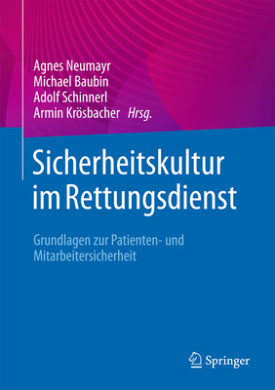 Agnes Neumayr
Michael Baubin
Adolf Schinnerl
Armin Krösbacher Hrsg.
Sicherheitskultur
im Rettungsdienst
Grundlagen zur Patienten- und
Mitarbeitersicherheit
Springer